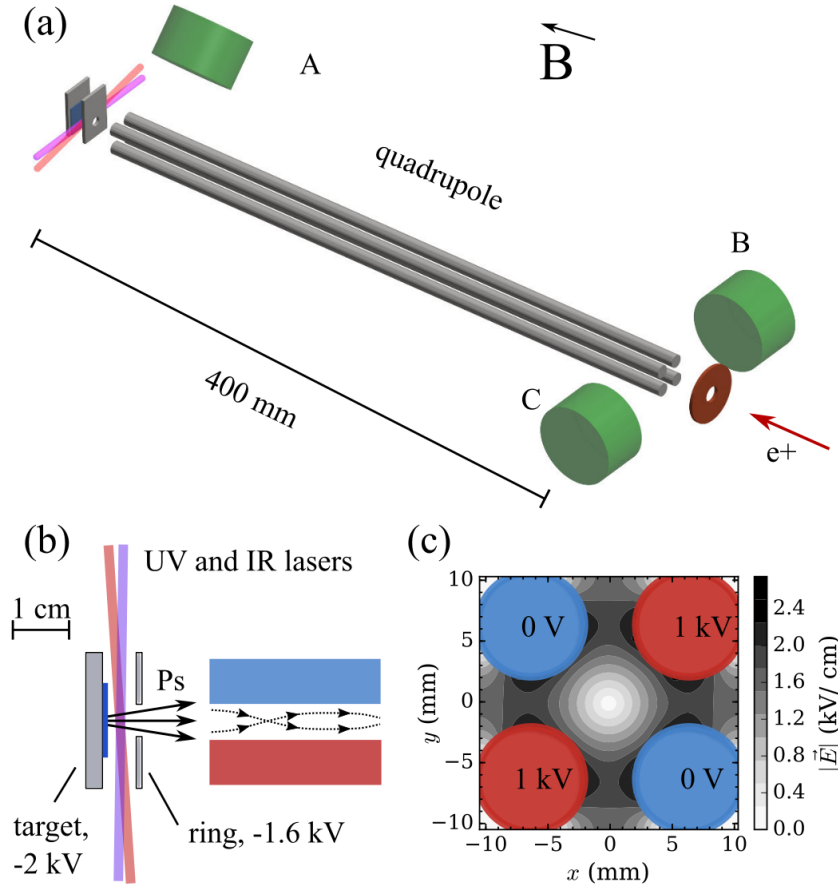 (a)
A
B
quadrupole
B
400 mm
C
e+
(b)
UV and IR lasers
1 cm
Ps
target,
-2 kV
ring, -1.6 kV
(c)
10
5
0
−5
−10
y (mm)
0 V
1 kV
1 kV
0 V
−10
−5
0
5
10
x (mm)
2.4
2.0
1.6
1.2
0.8
0.4
0.0
|E⃗| (kV/ cm)